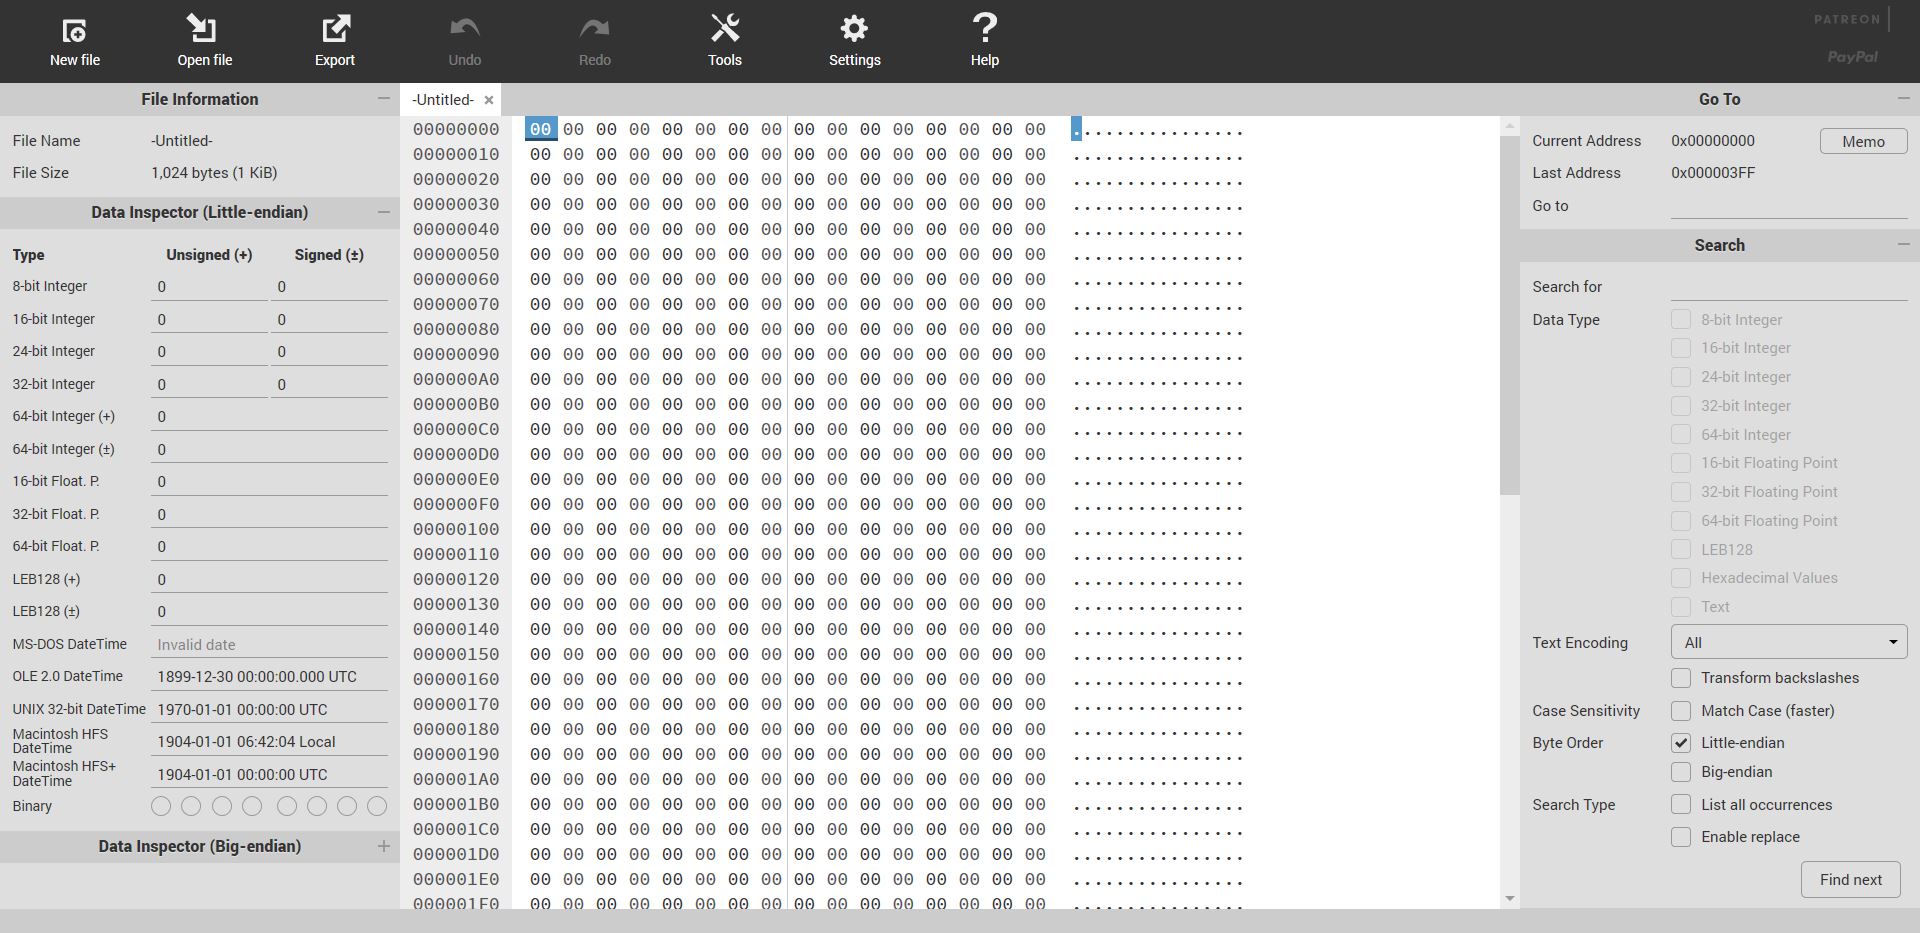 New file Open file Export Undo Redo Tools Settings Help
PATREON
PayPal
File Information
File Name -Untitled-
File Size 1,024 bytes (1 KiB)
Data Inspector (Little-endian)
Type Unsigned (+) Signed (±)
8-bit Integer 0 0
16-bit Integer 0 0
24-bit Integer 0 0
32-bit Integer 0 0
64-bit Integer (+) 0
64-bit Integer (±) 0
16-bit Float. P. 0
32-bit Float. P. 0
64-bit Float. P. 0
LEB128 (+) 0
LEB128 (±) 0
MS-DOS DateTime Invalid date
OLE 2.0 DateTime 1899-12-30 00:00:00.000 UTC
UNIX 32-bit DateTime 1970-01-01 00:00:00 UTC
Macintosh HFS
DateTime 1904-01-01 06:42:04 Local
Macintosh HFS+
DateTime 1904-01-01 00:00:00 UTC
Binary
Data Inspector (Big-endian)
-Untitled-
00000000 00 00 00 00 00 00 00 00 00 00 00 00 00 00 00 00 ................
00000010 00 00 00 00 00 00 00 00 00 00 00 00 00 00 00 00 ................
00000020 00 00 00 00 00 00 00 00 00 00 00 00 00 00 00 00 ................
00000030 00 00 00 00 00 00 00 00 00 00 00 00 00 00 00 00 ................
00000040 00 00 00 00 00 00 00 00 00 00 00 00 00 00 00 00 ................
00000050 00 00 00 00 00 00 00 00 00 00 00 00 00 00 00 00 ................
00000060 00 00 00 00 00 00 00 00 00 00 00 00 00 00 00 00 ................
00000070 00 00 00 00 00 00 00 00 00 00 00 00 00 00 00 00 ................
00000080 00 00 00 00 00 00 00 00 00 00 00 00 00 00 00 00 ................
00000090 00 00 00 00 00 00 00 00 00 00 00 00 00 00 00 00 ................
000000A0 00 00 00 00 00 00 00 00 00 00 00 00 00 00 00 00 ................
000000B0 00 00 00 00 00 00 00 00 00 00 00 00 00 00 00 00 ................
000000C0 00 00 00 00 00 00 00 00 00 00 00 00 00 00 00 00 ................
000000D0 00 00 00 00 00 00 00 00 00 00 00 00 00 00 00 00 ................
000000E0 00 00 00 00 00 00 00 00 00 00 00 00 00 00 00 00 ................
000000F0 00 00 00 00 00 00 00 00 00 00 00 00 00 00 00 00 ................
00000100 00 00 00 00 00 00 00 00 00 00 00 00 00 00 00 00 ................
00000110 00 00 00 00 00 00 00 00 00 00 00 00 00 00 00 00 ................
00000120 00 00 00 00 00 00 00 00 00 00 00 00 00 00 00 00 ................
00000130 00 00 00 00 00 00 00 00 00 00 00 00 00 00 00 00 ................
00000140 00 00 00 00 00 00 00 00 00 00 00 00 00 00 00 00 ................
00000150 00 00 00 00 00 00 00 00 00 00 00 00 00 00 00 00 ................
00000160 00 00 00 00 00 00 00 00 00 00 00 00 00 00 00 00 ................
00000170 00 00 00 00 00 00 00 00 00 00 00 00 00 00 00 00 ................
00000180 00 00 00 00 00 00 00 00 00 00 00 00 00 00 00 00 ................
00000190 00 00 00 00 00 00 00 00 00 00 00 00 00 00 00 00 ................
000001A0 00 00 00 00 00 00 00 00 00 00 00 00 00 00 00 00 ................
000001B0 00 00 00 00 00 00 00 00 00 00 00 00 00 00 00 00 ................
000001C0 00 00 00 00 00 00 00 00 00 00 00 00 00 00 00 00 ................
000001D0 00 00 00 00 00 00 00 00 00 00 00 00 00 00 00 00 ................
000001E0 00 00 00 00 00 00 00 00 00 00 00 00 00 00 00 00 ................
000001F0 00 00 00 00 00 00 00 00 00 00 00 00 00 00 00 00 ................
Go To
Current Address 0x00000000 Memo
Last Address 0x000003FF
Go to
Search
Search for
Data Type 8-bit Integer
16-bit Integer
24-bit Integer
32-bit Integer
64-bit Integer
16-bit Floating Point
32-bit Floating Point
64-bit Floating Point
LEB128
Hexadecimal Values
Text
Text Encoding All
Transform backslashes
Case Sensitivity Match Case (faster)
Byte Order Little-endian
Big-endian
Search Type List all occurrences
Enable replace
Find next